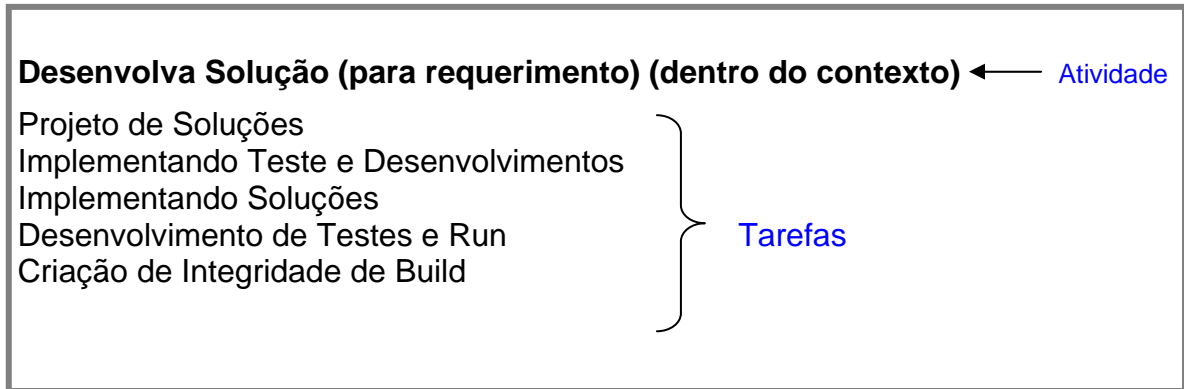 Desenvolva Solução (para requerimento) (dentro do contexto) Atividade
Projeto de Soluções
Implementando Teste e Desenvolvimentos
Implementando Soluções
Desenvolvimento de Testes e Run Tarefas
Criação de Integridade de Build